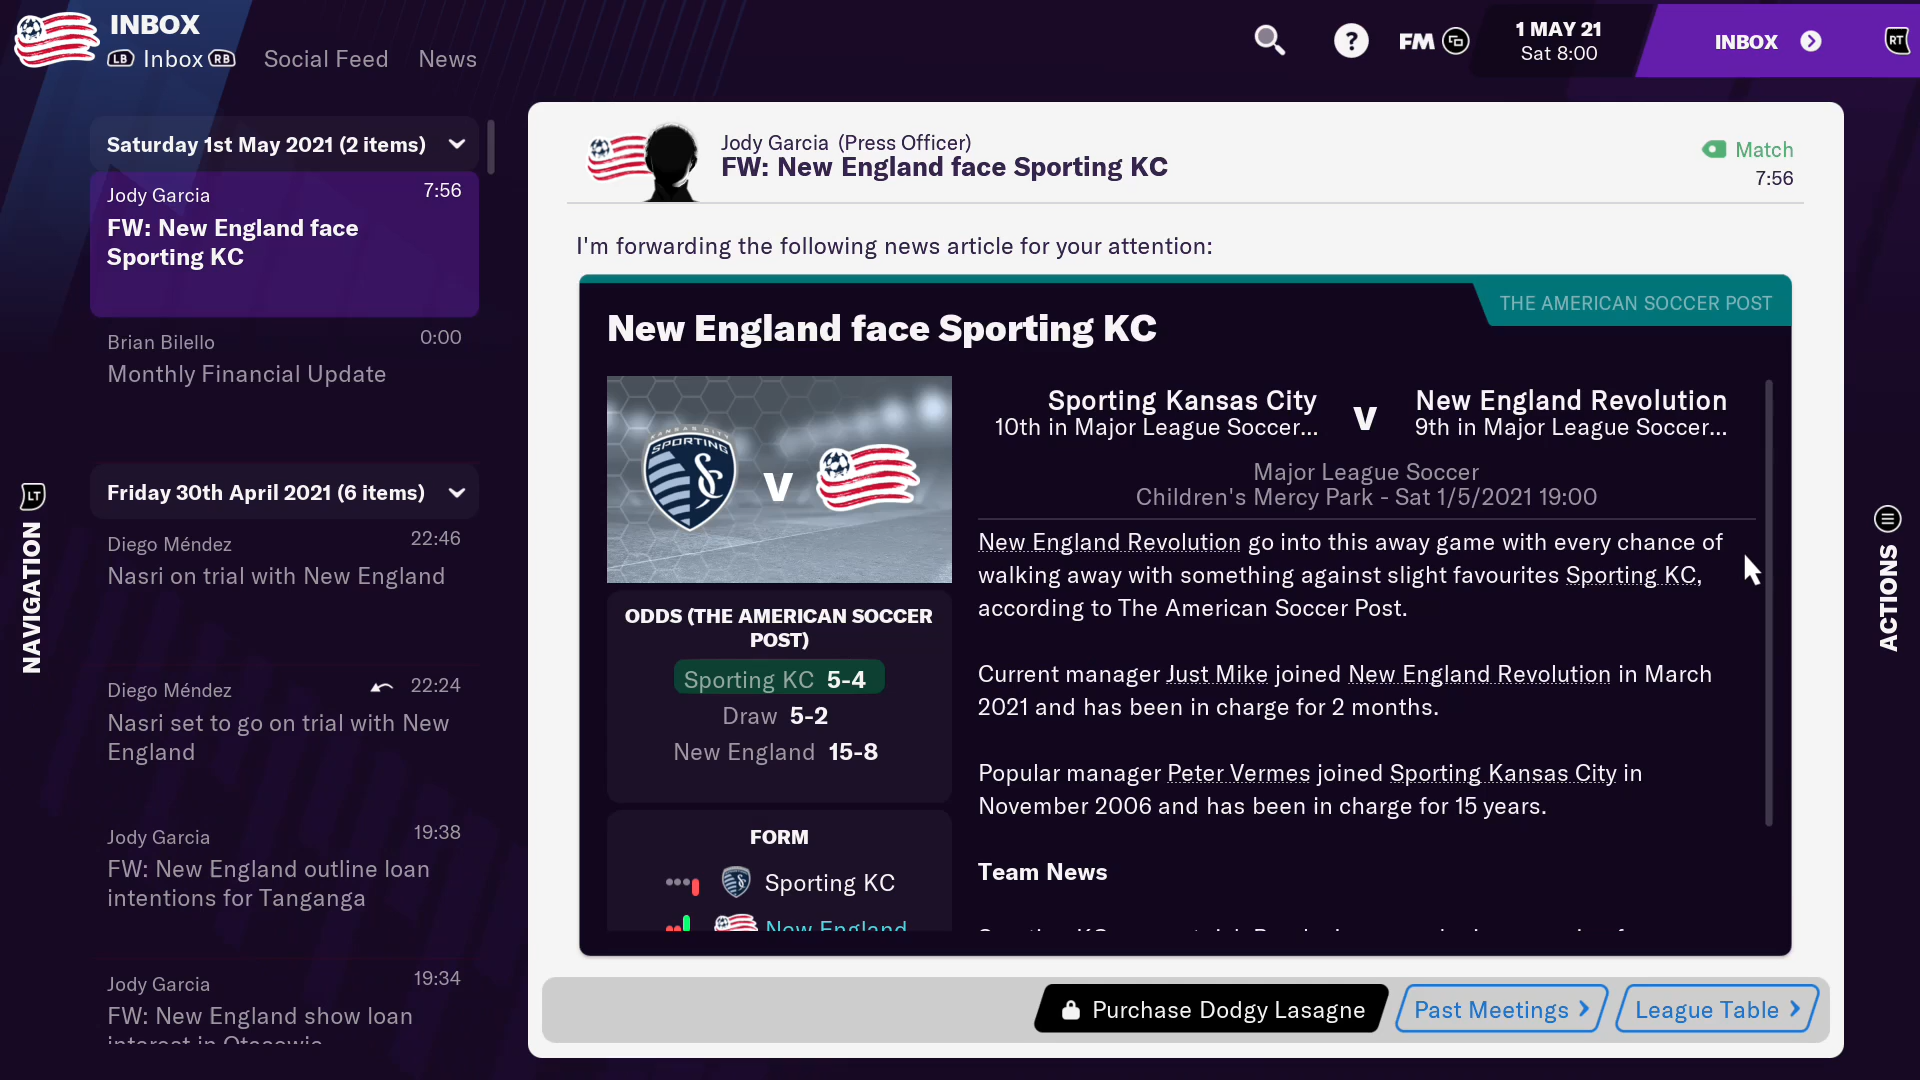 INBOX
LB Inbox RB
Social Feed
News
FM
1 MAY 21
Sat 8:00
INBOX
RT
Saturday 1st May 2021 (2 items)
Jody Garcia
7:56
FW: New England face
Sporting KC
Brian Bilello
0:00
Monthly Financial Update
Friday 30th April 2021 (6 items)
Diego Méndez
22:46
Nasri on trial with New England
Diego Méndez
22:24
Nasri set to go on trial with New
England
Jody Garcia
19:38
FW: New England outline loan
intentions for Tanganga
Jody Garcia
19:34
FW: New England show loan
LT
NAVIGATION
Jody Garcia (Press Officer)
FW: New England face Sporting KC
Match
7:56
I'm forwarding the following news article for your attention:
THE AMERICAN SOCCER POST
New England face Sporting KC
KANSAS CITY
SPORTING
V
Sporting Kansas City
10th in Major League Soccer...
V
New England Revolution
9th in Major League Soccer...
Major League Soccer
Children's Mercy Park - Sat 1/5/2021 19:00
New England Revolution go into this away game with every chance of
walking away with something against slight favourites Sporting KC,
according to The American Soccer Post.
Current manager Just Mike joined New England Revolution in March
2021 and has been in charge for 2 months.
Popular manager Peter Vermes joined Sporting Kansas City in
November 2006 and has been in charge for 15 years.
Team News
ODDS (THE AMERICAN SOCCER
POST)
Sporting KC 5-4
Draw 5-2
New England 15-8
FORM
Sporting KC
New England
Purchase Dodgy Lasagne
Past Meetings
League Table
ACTIONS